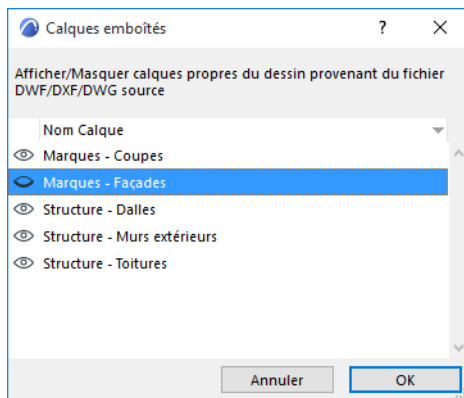 Calques emboîtés
?
Afficher/Masquer calques propres du dessin provenant du fichier
DWF/DXF/DWG source
Nom Calque
Marques - Coupes
Marques - Façades
Structure - Dalles
Structure - Murs extérieurs
Structure - Toitures
Annuler
OK